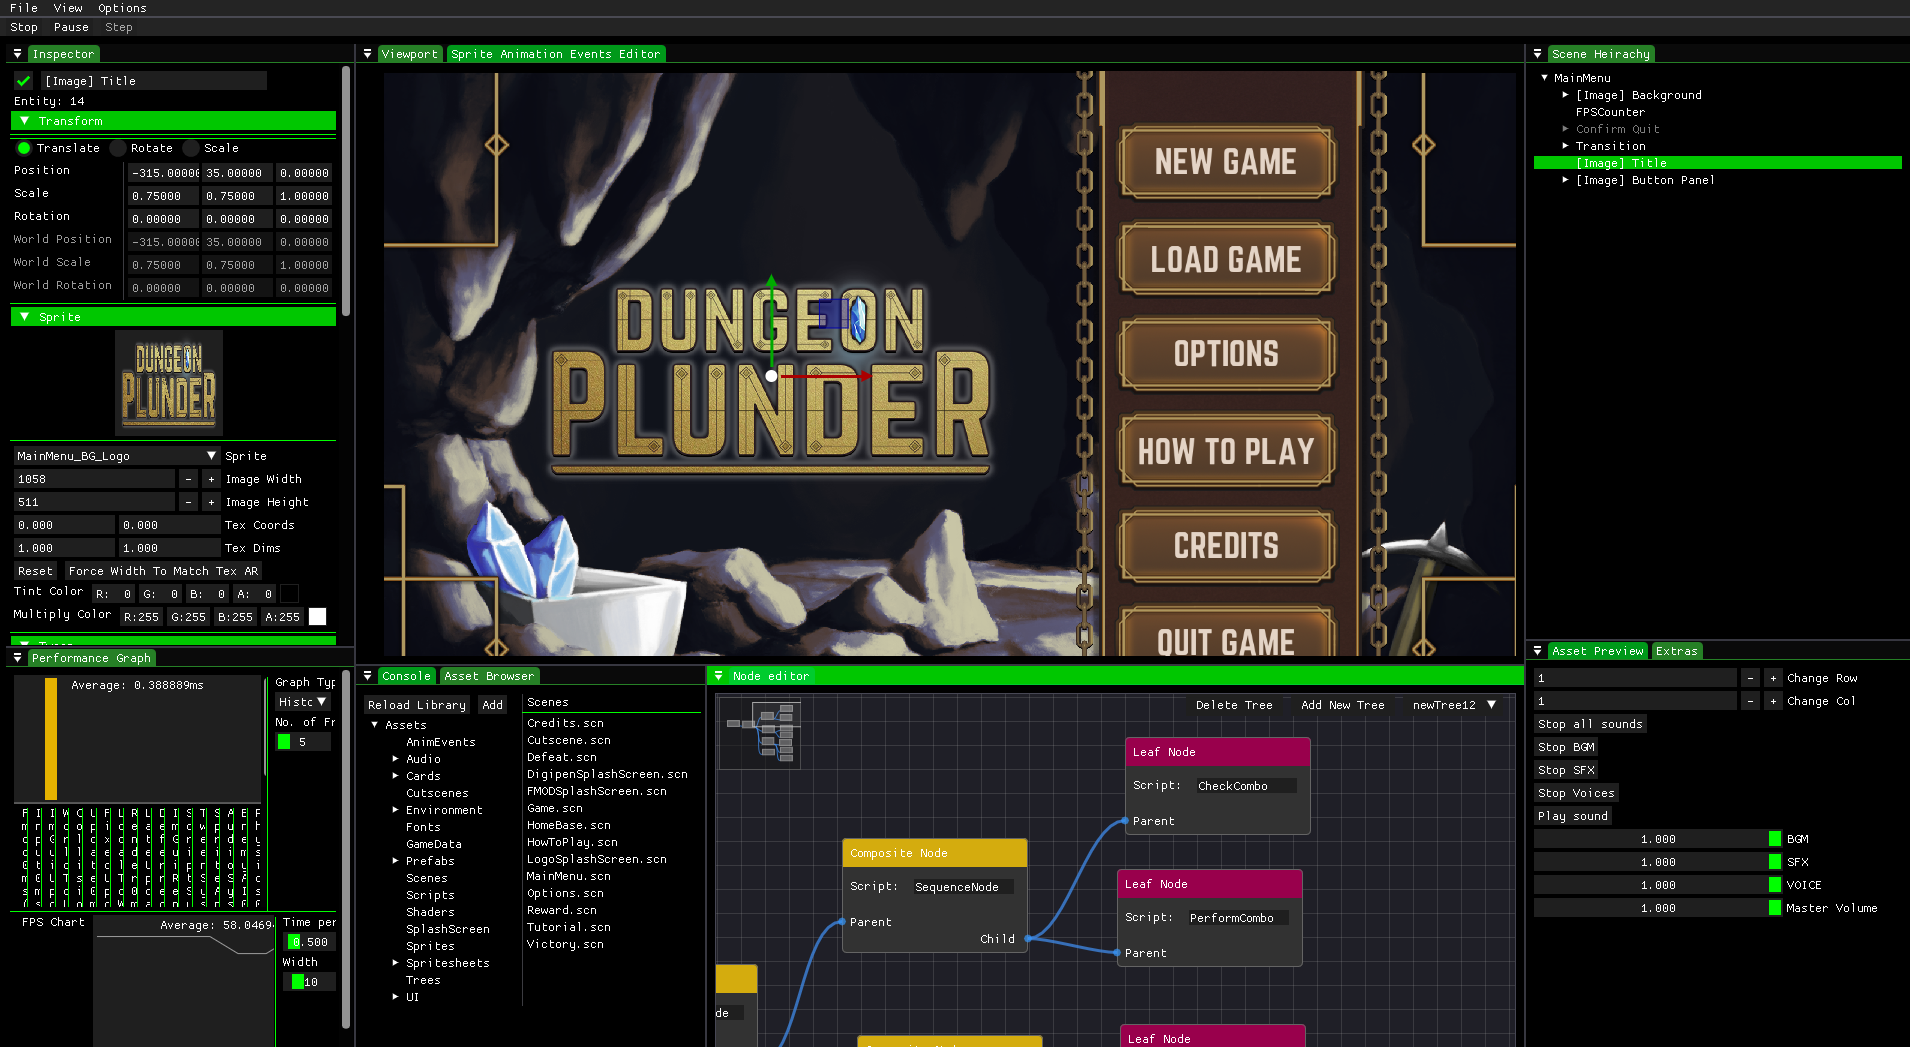 File View Options
Stop Pause Step
Inspector
[Image] Title
Entity: 14
Transform
Translate Rotate Scale
Position -315.00000 35.00000 0.00000
Scale 0.75000 0.75000 1.00000
Rotation 0.00000 0.00000 0.00000
World Position -315.00000 35.00000 0.00000
World Scale 0.75000 0.75000 1.00000
World Rotation 0.00000 0.00000 0.00000
Sprite
DUNGEON
PLUNDER
MainMenu_BG_Logo Sprite
1058 - + Image Width
511 - + Image Height
0.000 0.000 Tex Coords
1.000 1.000 Tex Dims
Reset Force Width To Match Tex AR
Tint Color R: 0 G: 0 B: 0 A: 0
Multiply Color R:255 G:255 B:255 A:255
Viewport Sprite Animation Events Editor
DUNGEON
PLUNDER
NEW GAME
LOAD GAME
OPTIONS
HOW TO PLAY
CREDITS
QUIT GAME
Scene Heirachy
MainMenu
[Image] Background
FPSCounter
Confirm Quit
Transition
[Image] Title
[Image] Button Panel
Performance Graph
Average: 0.388889ms
Graph Typ
Histc
No. of Fr
5
FPS Chart Average: 58.0469
Time per
0.500
Width
10
Console Asset Browser
Reload Library Add
Assets
AnimEvents
Audio
Cards
Cutscenes
Environment
Fonts
GameData
Prefabs
Scenes
Scripts
Shaders
SplashScreen
Sprites
Spritesheets
Trees
UI
Scenes
Credits.scn
Cutscene.scn
Defeat.scn
DigipenSplashScreen.scn
FMODSplashScreen.scn
Game.scn
HomeBase.scn
HowToPlay.scn
LogoSplashScreen.scn
MainMenu.scn
Options.scn
Reward.scn
Tutorial.scn
Victory.scn
Node editor
Delete Tree Add New Tree newTree12
Leaf Node
Script: CheckCombo
Parent
Composite Node
Script: SequenceNode
Parent
Child
Leaf Node
Script: PerformCombo
Parent
de
Leaf Node
Asset Preview Extras
1 - + Change Row
1 - + Change Col
Stop all sounds
Stop BGM
Stop SFX
Stop Voices
Play sound
1.000 BGM
1.000 SFX
1.000 VOICE
1.000 Master Volume